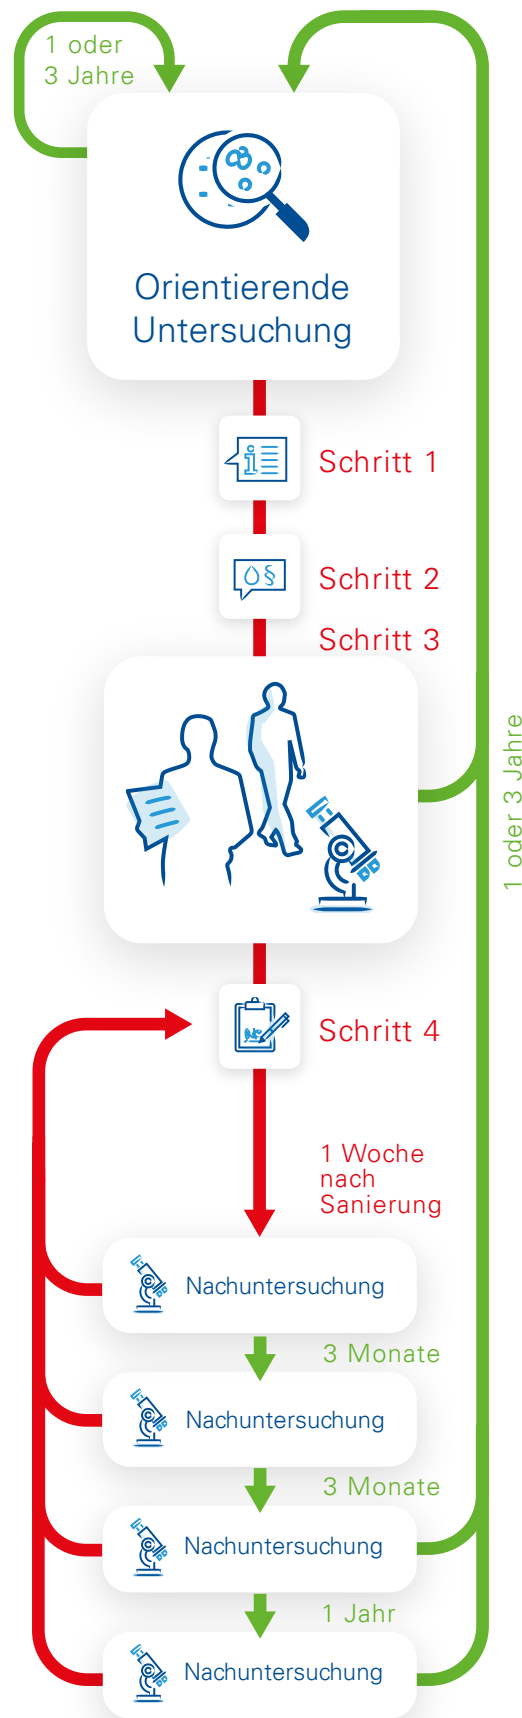 1 oder
3 Jahre
Orientierende
Untersuchung
Schritt 1
Schritt 2
Schritt 3
1 oder 3 Jahre
Schritt 4
1 Woche
nach
Sanierung
Nachuntersuchung
3 Monate
Nachuntersuchung
3 Monate
Nachuntersuchung
1 Jahr
Nachuntersuchung